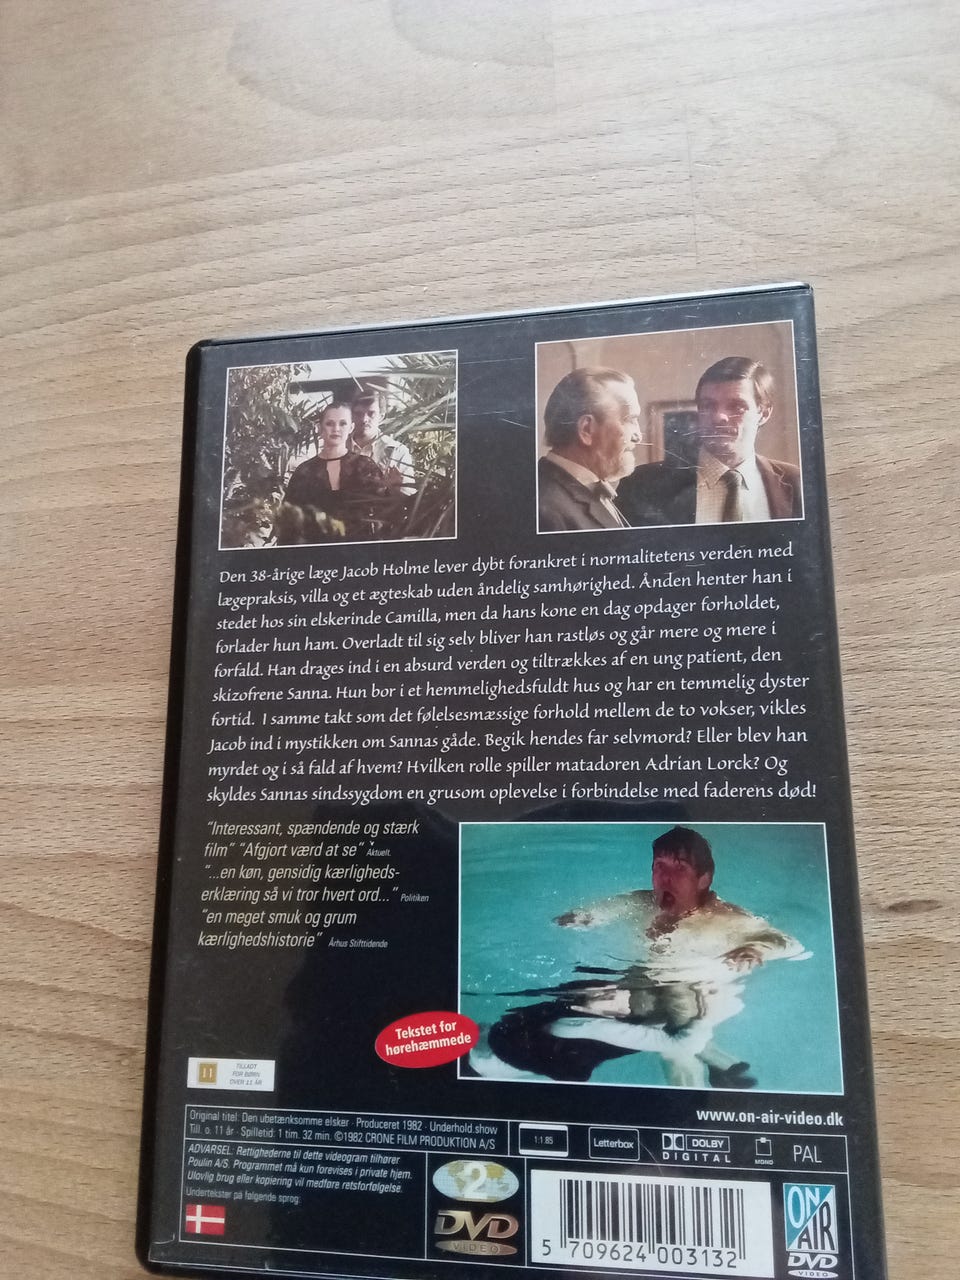 Den 38-årige læge Jacob Holme lever dybt forankret i normalitetens verden med
lægepraksis, villa og et ægteskab uden åndelig samhørighed. Ånden henter han i
stedet hos sin elskerinde Camilla, men da hans kone en dag opdager forholdet,
forlader hun ham. Overladt til sig selv bliver han rastløs og går mere og mere i
forfald. Han drages ind i en absurd verden og tiltrækkes af en ung patient, den
skizofrene Sanna. Hun bor i et hemmelighedsfuldt hus og har en temmelig dyster
fortid. I samme takt som det følelsesmæssige forhold mellem de to vokser, vikles
Jacob ind i mystikken om Sannas gåde. Begik hendes far selvmord? Eller blev han
myrdet og i så fald af hvem? Hvilken rolle spiller matadoren Adrian Lorck? Og
skyldes Sannas sindssygdom en grusom oplevelse i forbindelse med faderens død!
"Interessant, spændende og stærk
film" "Afgjort værd at se" Aktuelt.
"...en køn, gensidig kærligheds-
erklæring så vi tror hvert ord..." Politiken
"en meget smuk og grum
kærlighedshistorie" Århus Stifttidende
Tekstet for
hørehæmmede
11
TILLADT
FOR BØRN
OVER 11 ÅR
www.on-air-video.dk
Original titel: Den ubetænksomme elsker · Produceret 1982 · Underhold.show
Till. o. 11 år · Spilletid: 1 tim. 32 min. ©1982 CRONE FILM PRODUKTION A/S
1:1.85
Letterbox
DOLBY
DIGITAL
MONO
PAL
ADVARSEL: Rettighederne til dette videogram tilhører
Poulin A/S. Programmet må kun forevises i private hjem.
Ulovlig brug eller kopiering vil medføre retsforfølgelse.
Undertekster på følgende sprog:
2
DVD
VIDEO
5 709624 003132
ON
AIR
DVD
VIDEO